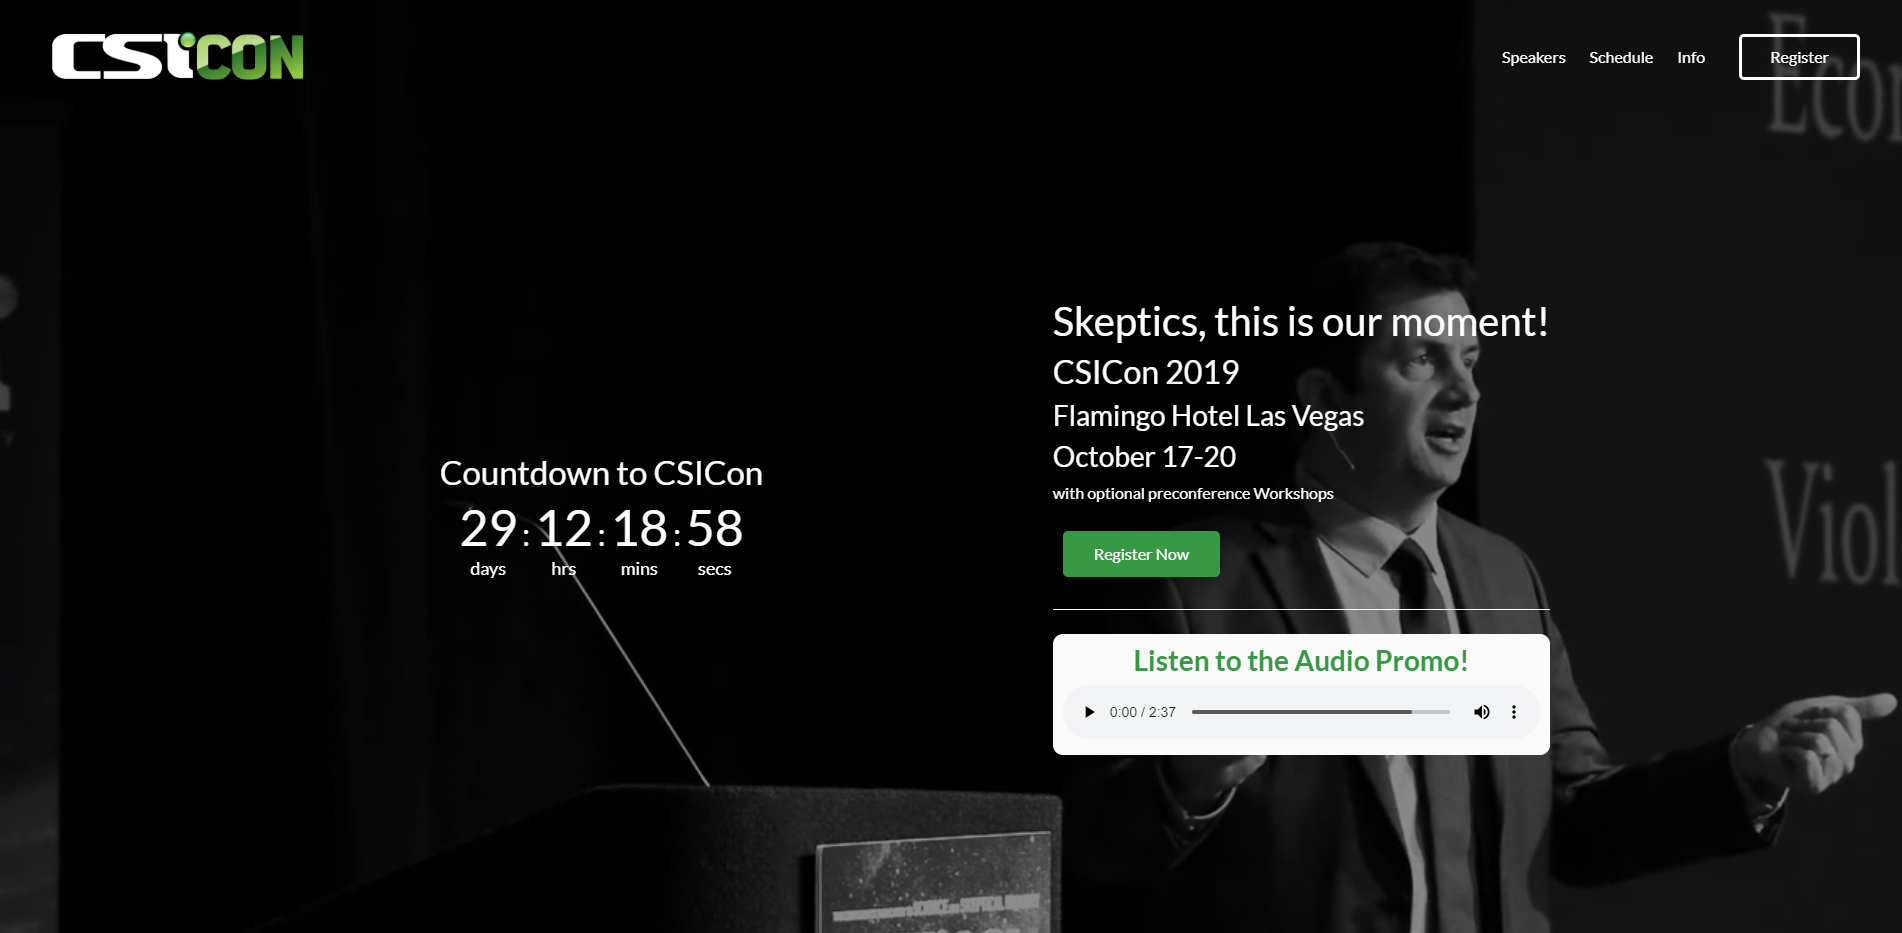 CSICON
Speakers Schedule Info Register
Skeptics, this is our moment!
CSICon 2019
Flamingo Hotel Las Vegas
October 17-20
with optional preconference Workshops
Register Now
Countdown to CSICon
29 : 12 : 18 : 58
days hrs mins secs
Listen to the Audio Promo!
0:00 / 2:37